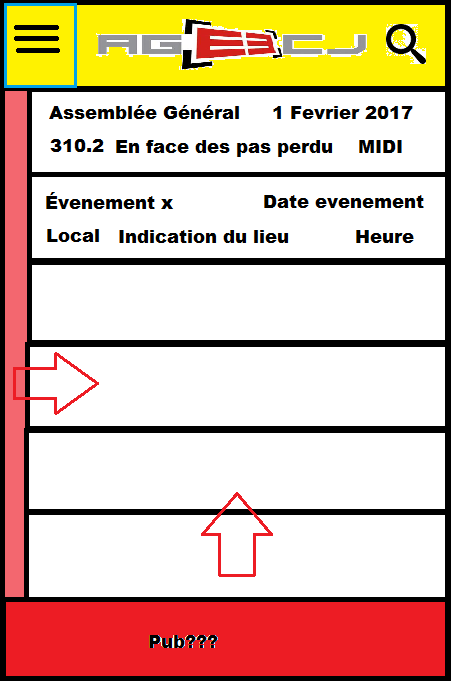 AGEECJ
Assemblée Général 1 Fevrier 2017
310.2 En face des pas perdu MIDI
Évenement x Date evenement
Local Indication du lieu Heure
Pub???